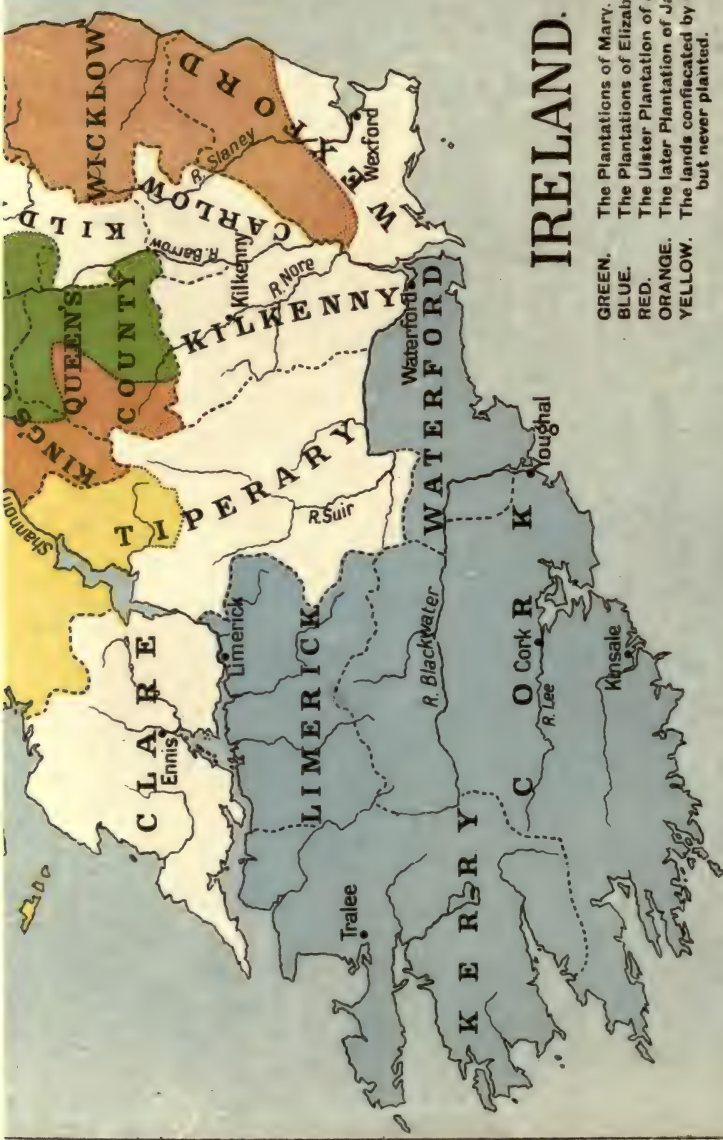 Shannon
KING'S
QUEEN'S
COUNTY
KILD
WICKLOW
CLARE
Ennis
Limerick
TIPERARY
R. Suir
KILKENNY
Kilkenny
R. Nore
R. Barrow
CARLOW
R. Slaney
WEXFORD
Wexford
LIMERICK
Waterford
WATERFORD
Tralee
KERRY
R. Blackwater
CORK
Cork
R. Lee
Youghal
Kinsale
IRELAND.
GREEN. The Plantations of Mary.
BLUE. The Plantations of Elizab
RED. The Ulster Plantation of
ORANGE. The later Plantation of Ja
YELLOW. The lands confiscated by
but never planted.